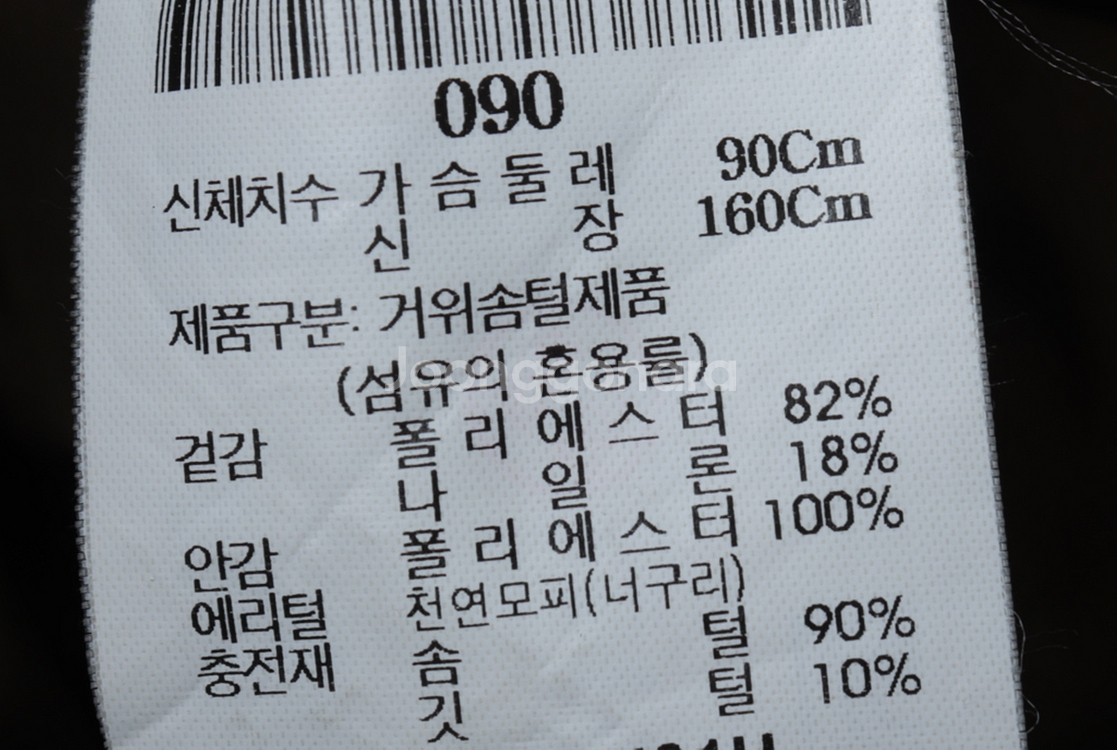 090
신체치수 가 슴 둘 레 90Cm
신 장 160Cm
제품구분: 거위솜털제품
(섬유의 혼용률)
겉감 폴 리 에 스 터 82%
나 일 론 18%
안감 폴 리 에 스 터 100%
에리털 천연모피(너구리)
충전재 솜 털 90%
깃 털 10%